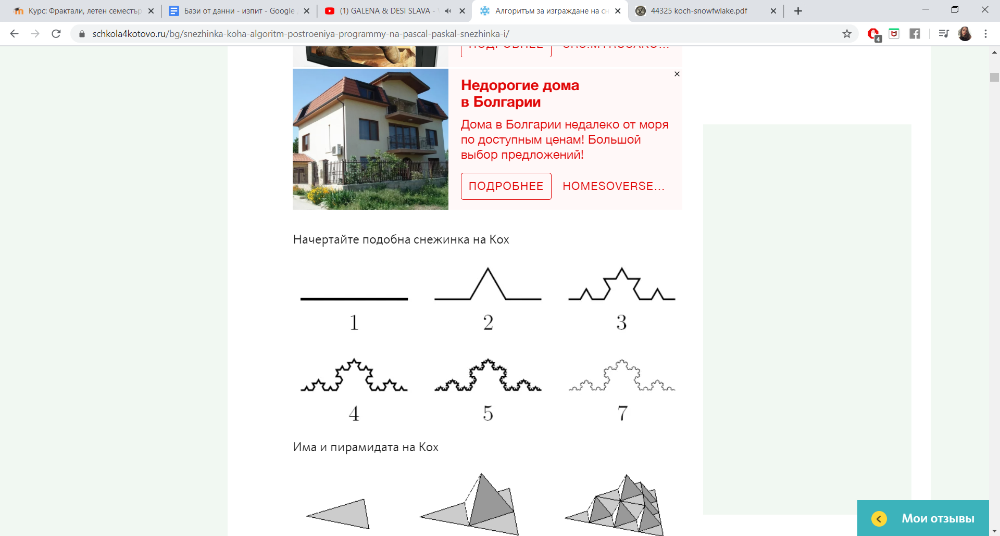 Курс: Фрактали, летен семестър
Бази от данни - изпит - Google
(1) GALENA & DESI SLAVA -
Алгоритъм за изграждане на сн
44325 koch-snowfwlake.pdf
schkola4kotovo.ru/bg/snezhinka-koha-algoritm-postroeniya-programmy-na-pascal-paskal-snezhinka-i/
4
ПОДРОБНЕЕ
Недорогие дома
в Болгарии
Дома в Болгарии недалеко от моря
по доступным ценам! Большой
выбор предложений!
ПОДРОБНЕЕ HOMESOVERSE...
Начертайте подобна снежинка на Кох
1 2 3
4 5 7
Има и пирамидата на Кох
Мои отзывы